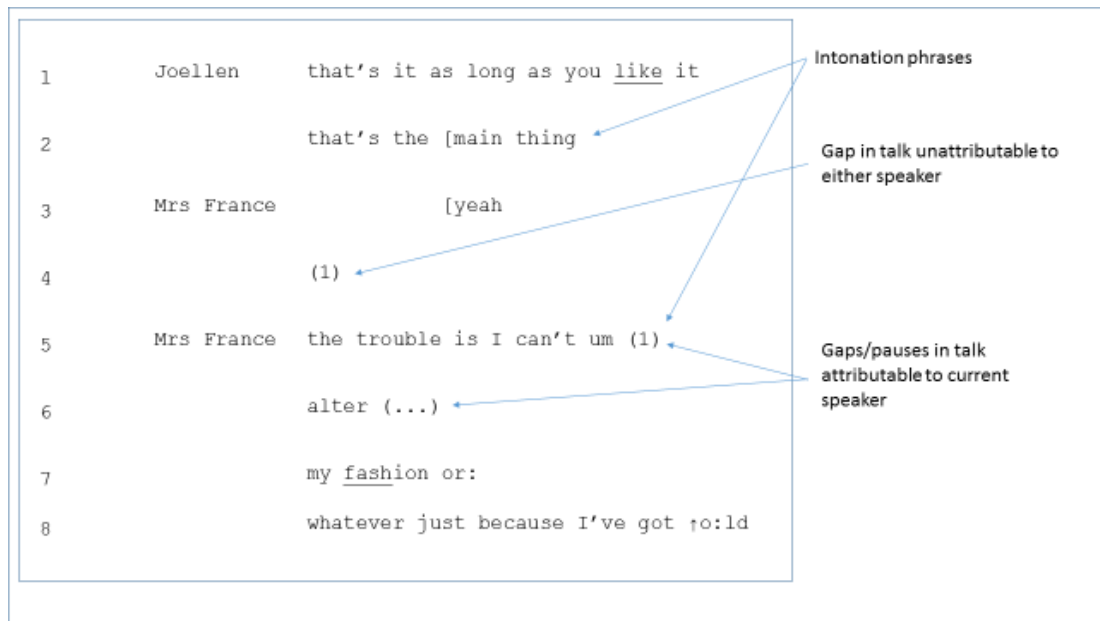 1 Joellen that's it as long as you like it
2 that's the [main thing
3 Mrs France [yeah
4 (1)
5 Mrs France the trouble is I can't um (1)
6 alter (...)
7 my fashion or:
8 whatever just because I've got ↑o:ld
Intonation phrases
Gap in talk unattributable to
either speaker
Gaps/pauses in talk
attributable to current
speaker